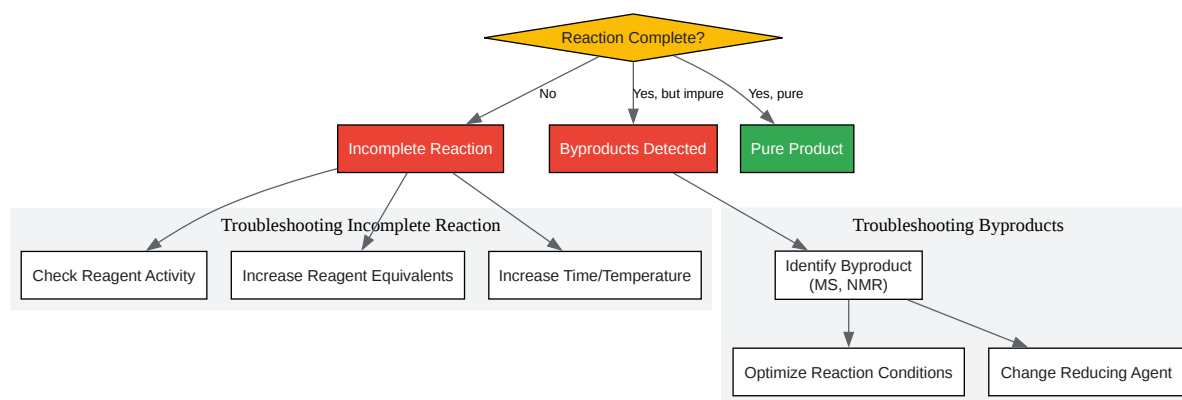 Reaction Complete?
No
Yes, but impure
Yes, pure
Incomplete Reaction
Byproducts Detected
Pure Product
Troubleshooting Incomplete Reaction
Troubleshooting Byproducts
Check Reagent Activity
Increase Reagent Equivalents
Increase Time/Temperature
Identify Byproduct
(MS, NMR)
Optimize Reaction Conditions
Change Reducing Agent